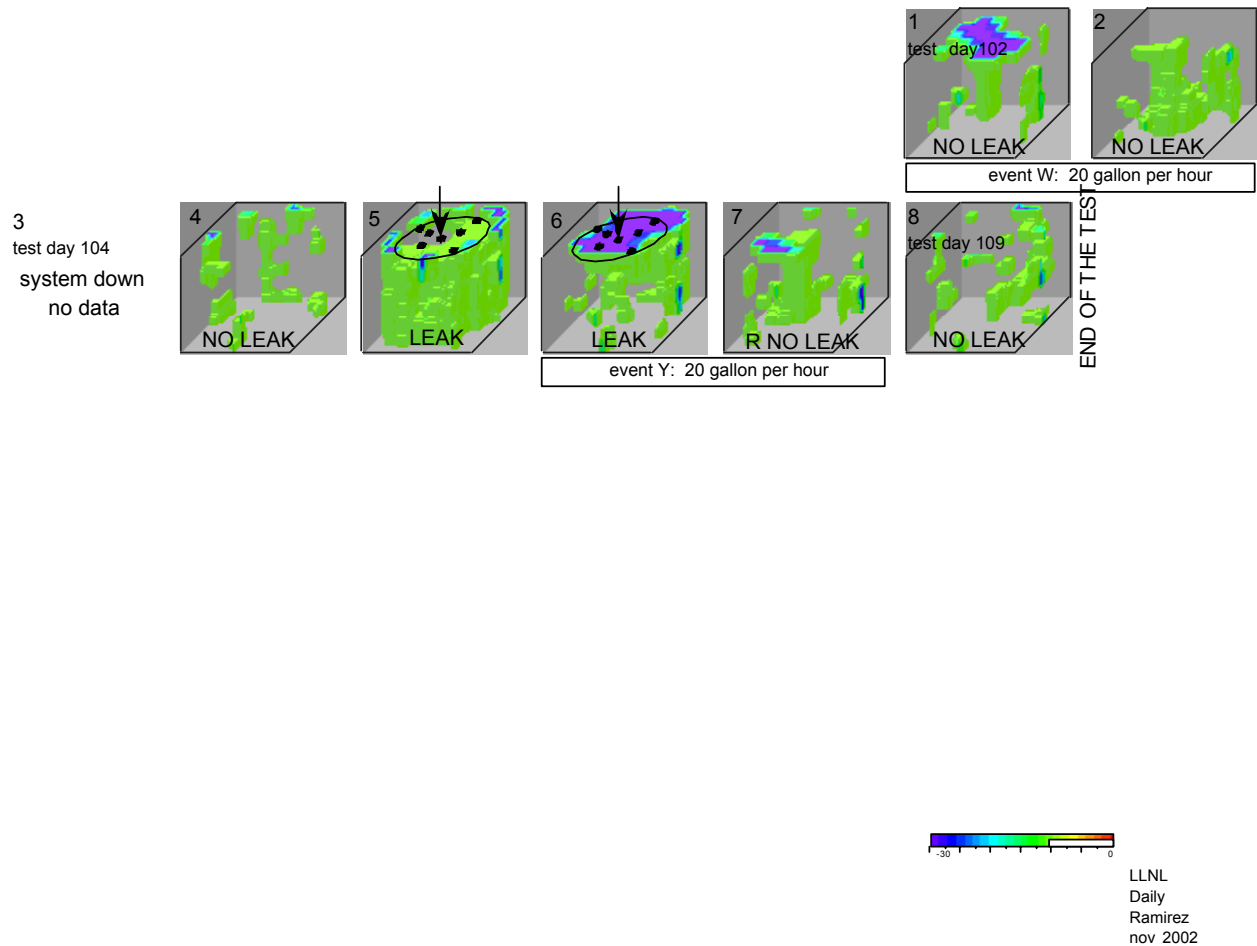 1
test day102
NO LEAK
2
NO LEAK
event W: 20 gallon per hour
3
test day 104
system down
no data
4
NO LEAK
5
LEAK
6
LEAK
7
R NO LEAK
8
test day 109
NO LEAK
END OF THE TEST
event Y: 20 gallon per hour
-30
0
LLNL
Daily
Ramirez
nov 2002